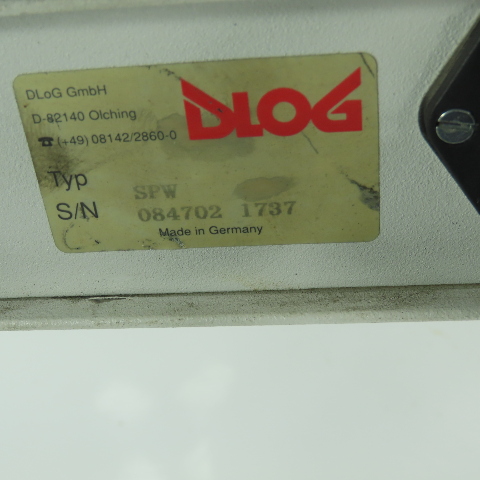 DLoG GmbH
D-82140 Olching
☎ (+49) 08142/2860-0
DLOG
Typ SPW
S/N 084702 1737
Made in Germany